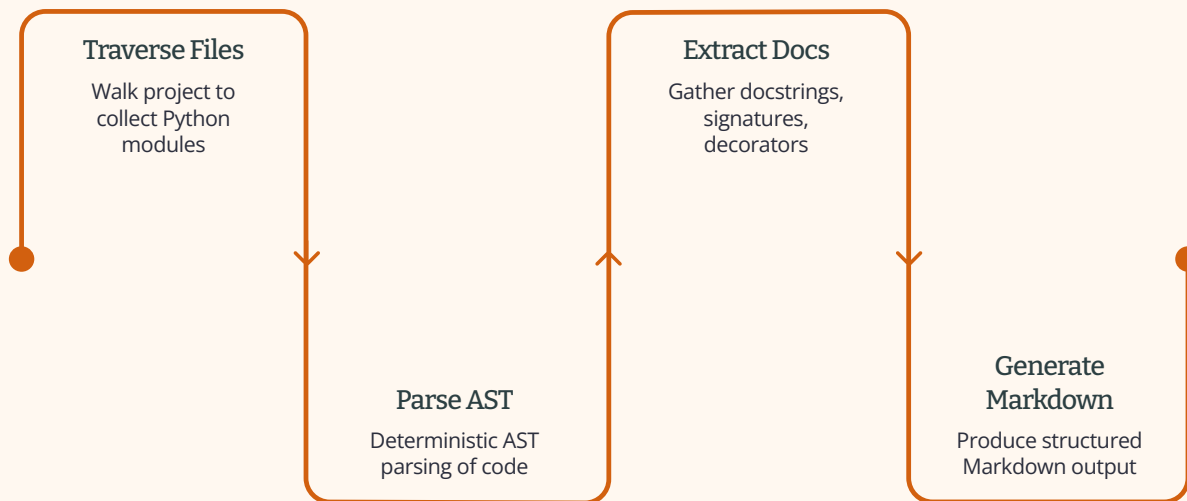 Traverse Files
Walk project to
collect Python
modules
Parse AST
Deterministic AST
parsing of code
Extract Docs
Gather docstrings,
signatures,
decorators
Generate
Markdown
Produce structured
Markdown output